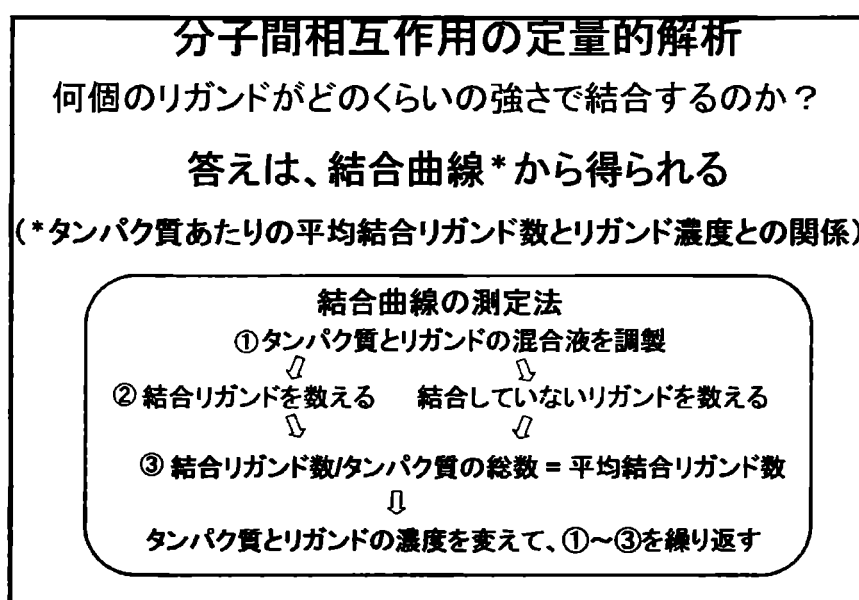 分子間相互作用の定量的解析
何個のリガンドがどのくらいの強さで結合するのか？
答えは、結合曲線*から得られる
(*タンパク質あたりの平均結合リガンド数とリガンド濃度との関係)
結合曲線の測定法
①タンパク質とリガンドの混合液を調製
②結合リガンドを数える　結合していないリガンドを数える
③結合リガンド数/タンパク質の総数 = 平均結合リガンド数
タンパク質とリガンドの濃度を変えて、①～③を繰り返す